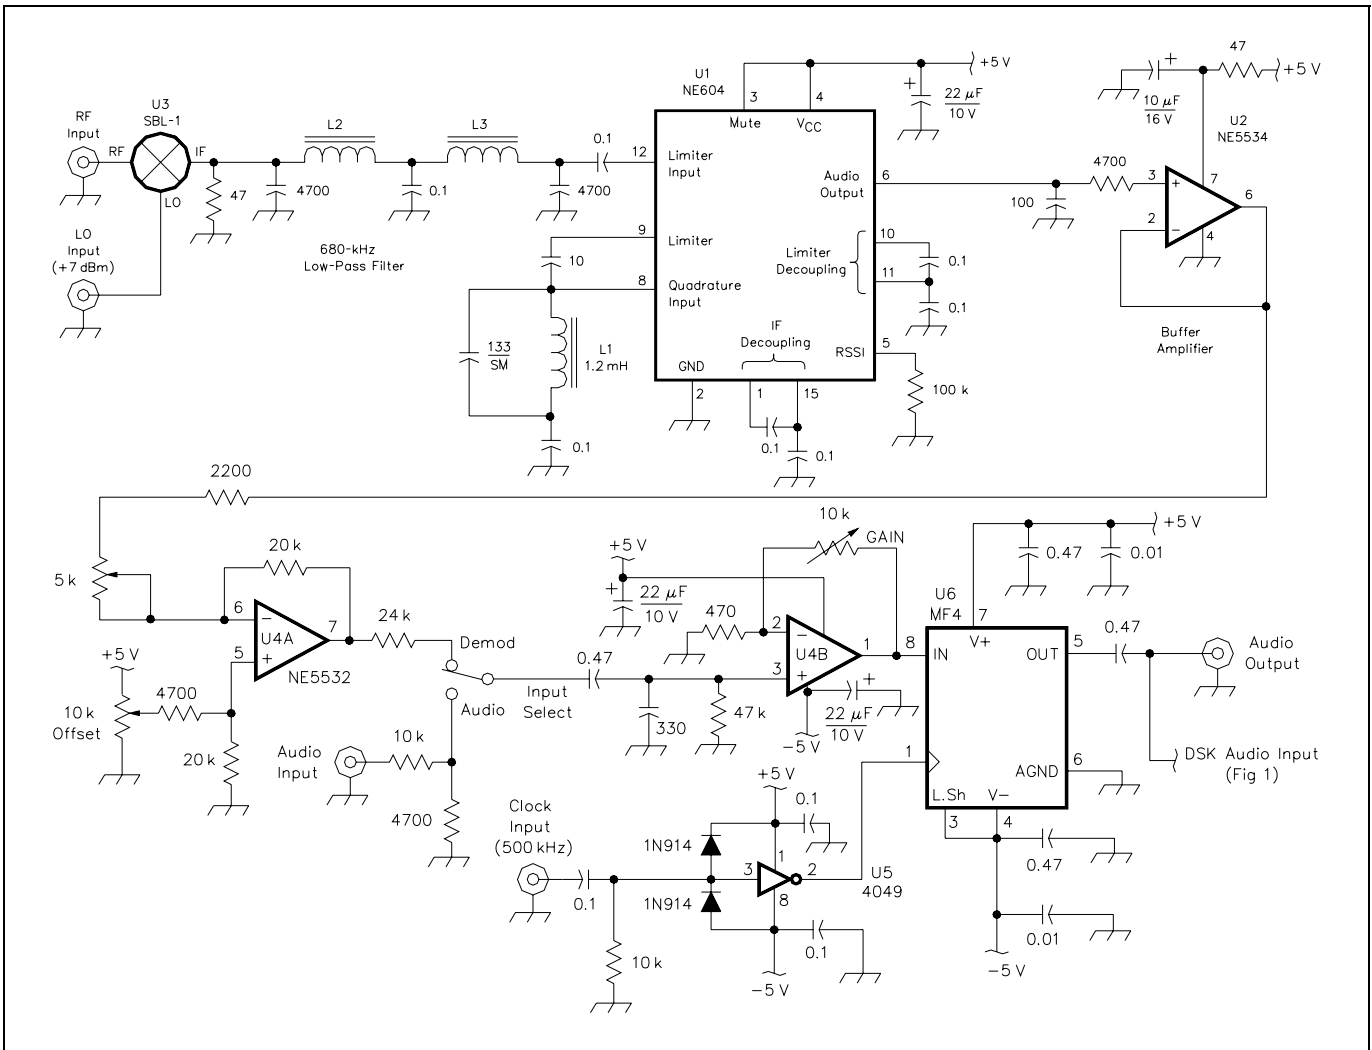 U1
NE604
+5 V
3
4
Mute
VCC
22 µF
10 V
47
+5 V
10 µF
16 V
U2
NE5534
RF
Input
U3
SBL-1
RF
IF
LO
47
4700
L2
0.1
L3
4700
0.1
12
Limiter
Input
Audio
Output
6
100
4700
3
+
2
−
7
6
4
LO
Input
(+7 dBm)
680-kHz
Low-Pass Filter
9
Limiter
10
8
Quadrature
Input
Limiter
Decoupling
10
11
0.1
0.1
Buffer
Amplifier
133
SM
L1
1.2 mH
0.1
IF
Decoupling
RSSI
5
100 k
GND
2
1
15
0.1
0.1
2200
5 k
20 k
6
−
U4A
5
+
7
NE5532
+5 V
10 k
Offset
4700
20 k
24 k
Demod
Audio
Input
Select
Audio
Input
10 k
4700
0.47
330
47 k
+5 V
+
22 µF
10 V
470
10 k
GAIN
2
−
U4B
3
+
1
−5 V
+
22 µF
10 V
+5 V
0.47
0.01
U6
MF4
7
V+
8
IN
OUT
5
0.47
Audio
Output
DSK Audio Input
(Fig 1)
1
AGND
6
L.Sh
V−
3
4
0.47
0.01
−5 V
Clock
Input
(500 kHz)
0.1
10 k
1N914
1N914
+5 V
0.1
1
3
2
8
U5
4049
0.1
−5 V